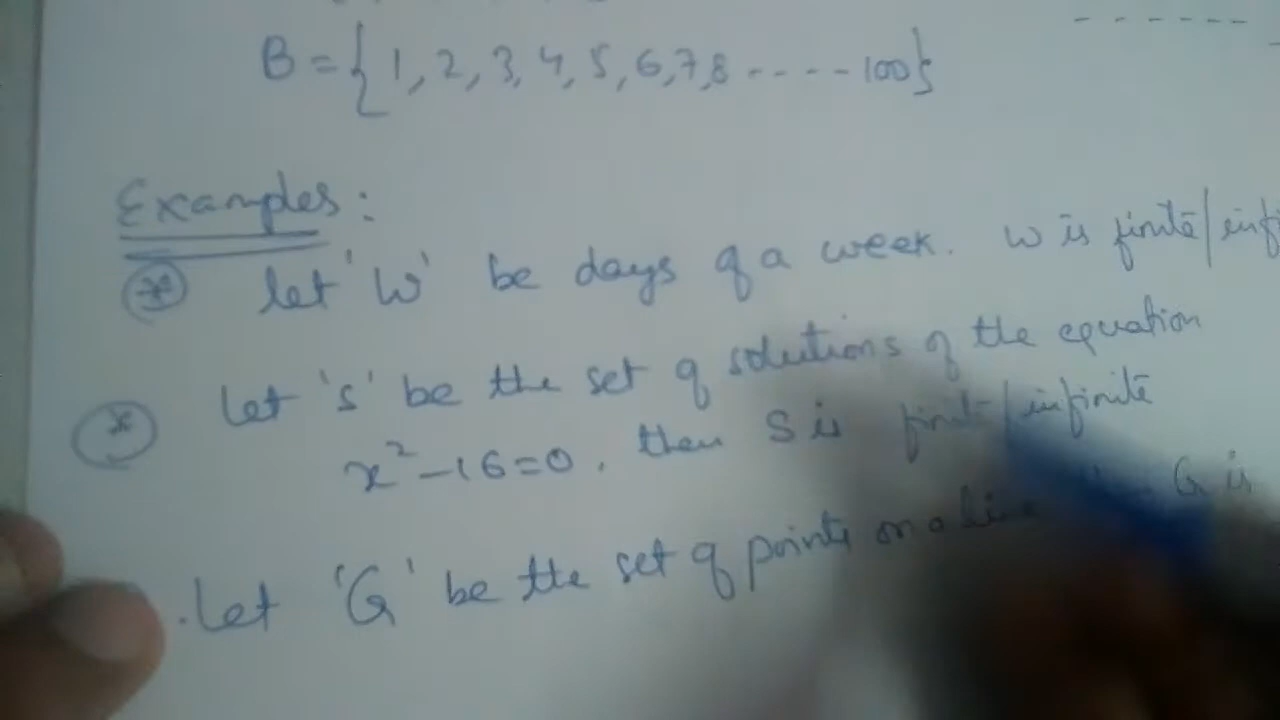 B = { 1, 2, 3, 4, 5, 6, 7, 8 ---- 100}
Examples:
* let 'W' be days of a week. W is finite/infi
* Let 's' be the set of solutions of the equation
x² - 16 = 0. then S is finite/infinite
. Let 'G' be the set of points on a line G is